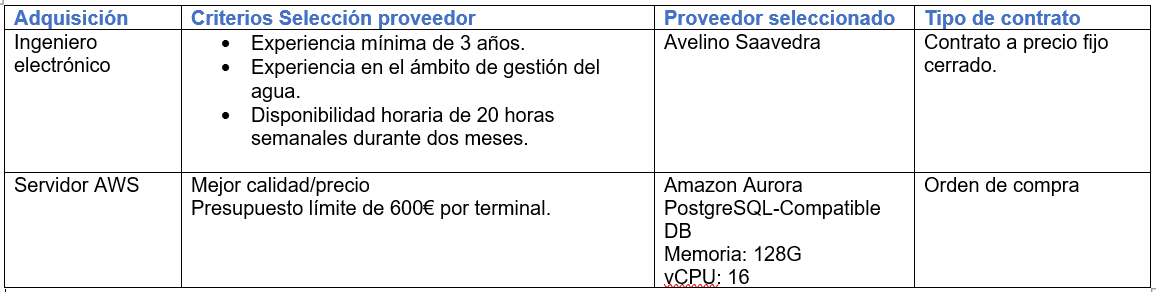 Adquisición
Criterios Selección proveedor
Proveedor seleccionado
Tipo de contrato
Ingeniero
electrónico
• Experiencia mínima de 3 años.
• Experiencia en el ámbito de gestión del
agua.
• Disponibilidad horaria de 20 horas
semanales durante dos meses.
Avelino Saavedra
Contrato a precio fijo
cerrado.
Servidor AWS
Mejor calidad/precio
Presupuesto límite de 600€ por terminal.
Amazon Aurora
PostgreSQL-Compatible
DB
Memoria: 128G
vCPU: 16
Orden de compra